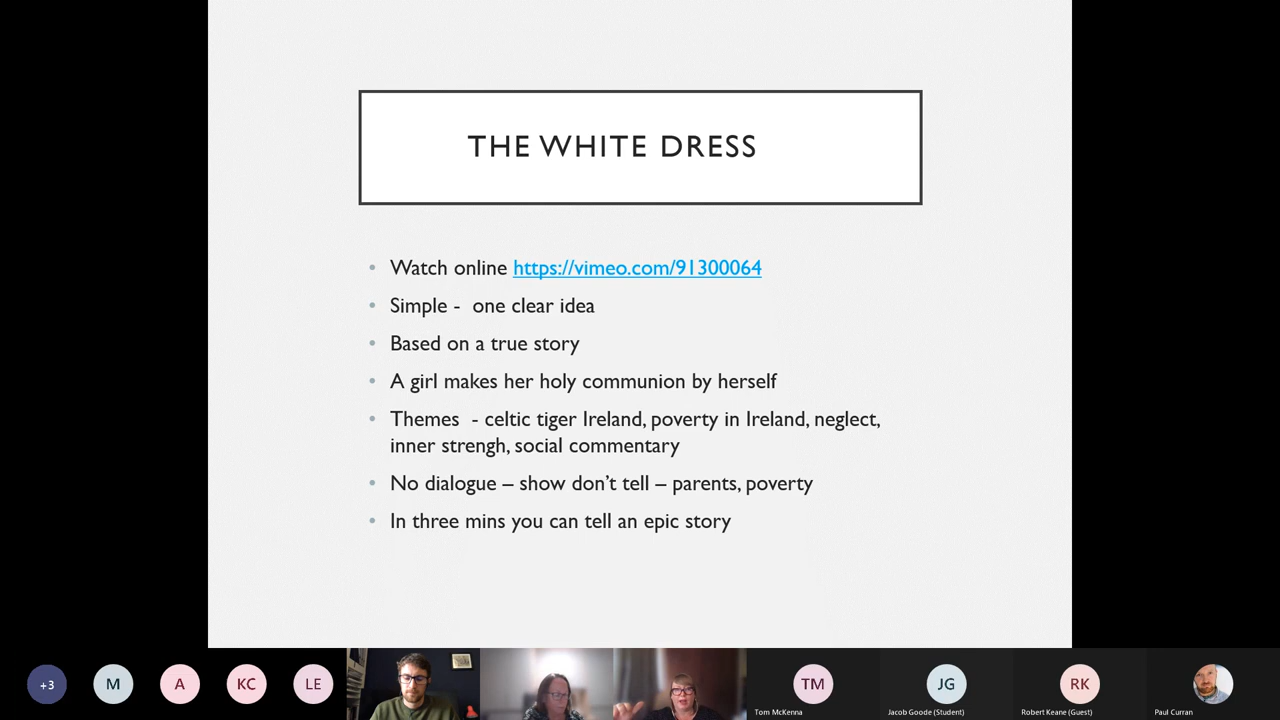 THE WHITE DRESS
• Watch online https://vimeo.com/91300064
• Simple - one clear idea
• Based on a true story
• A girl makes her holy communion by herself
• Themes - celtic tiger Ireland, poverty in Ireland, neglect,
inner strengh, social commentary
• No dialogue – show don't tell – parents, poverty
• In three mins you can tell an epic story
+3 M A KC LE TM JG RK
Tom McKenna Jacob Goode (Student) Robert Keane (Guest) Paul Curran